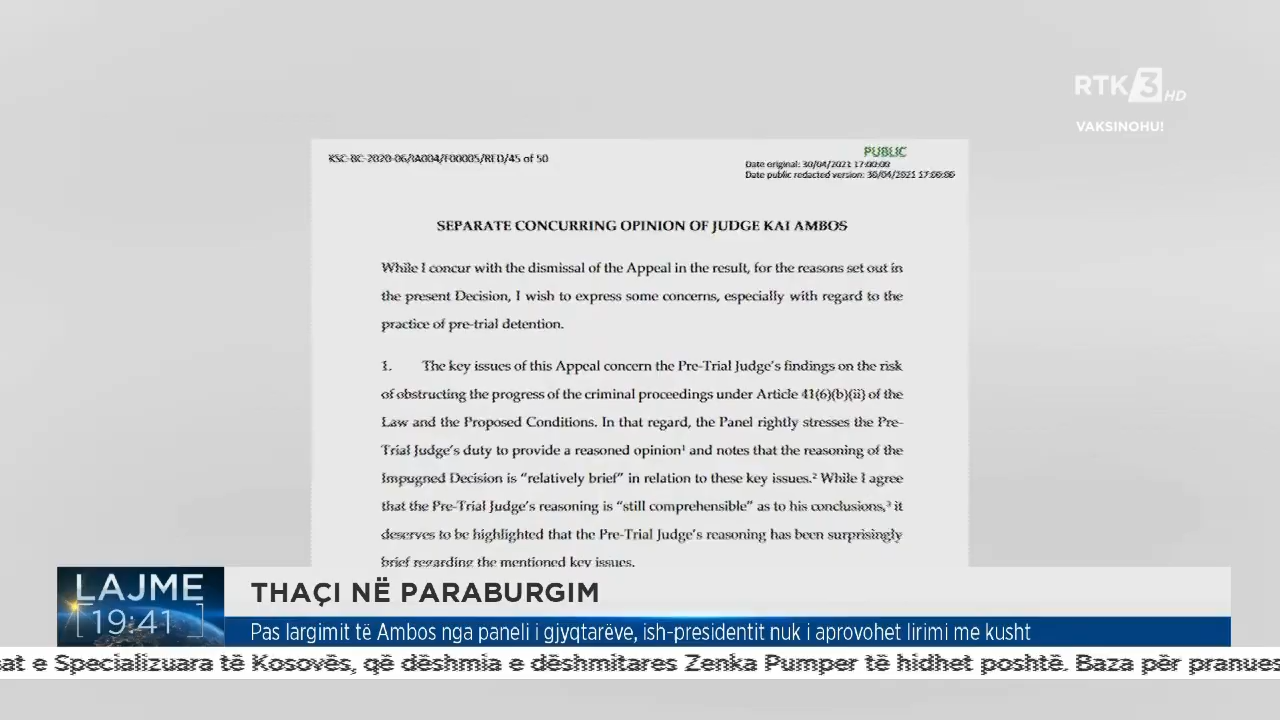 RTK 3 HD
VAKSINOHU!
KSC-BC-2020-06/IA004/F00005/RED/45 of 50
PUBLIC
Date original: 30/04/2021 17:00:00
Date public redacted version: 30/04/2021 17:00:00
SEPARATE CONCURRING OPINION OF JUDGE KAI AMBOS
While I concur with the dismissal of the Appeal in the result, for the reasons set out in
the present Decision, I wish to express some concerns, especially with regard to the
practice of pre-trial detention.
1. The key issues of this Appeal concern the Pre-Trial Judge's findings on the risk
of obstructing the progress of the criminal proceedings under Article 41(6)(b)(ii) of the
Law and the Proposed Conditions. In that regard, the Panel rightly stresses the Pre-
Trial Judge's duty to provide a reasoned opinion¹ and notes that the reasoning of the
Impugned Decision is "relatively brief" in relation to these key issues.² While I agree
that the Pre-Trial Judge's reasoning is "still comprehensible" as to his conclusions,³ it
deserves to be highlighted that the Pre-Trial Judge's reasoning has been surprisingly
brief regarding the mentioned key issues.
LAJME
19:41
THAÇI NË PARABURGIM
Pas largimit të Ambos nga paneli i gjyqtarëve, ish-presidentit nuk i aprovohet lirimi me kusht
at e Specializuara të Kosovës, që dëshmia e dëshmitares Zenka Pumper të hidhet poshtë. Baza për pranues